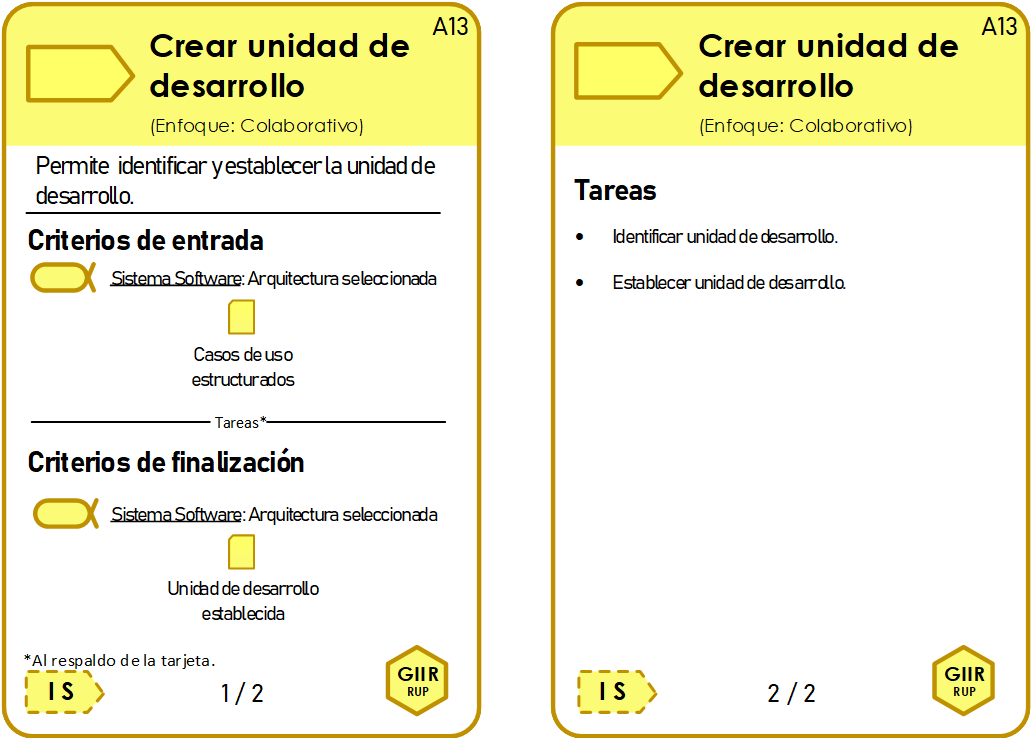 A13
Crear unidad de
desarrollo
(Enfoque: Colaborativo)
Permite identificar y establecer la unidad de
desarrollo.
Criterios de entrada
Sistema Software: Arquitectura seleccionada
Casos de uso
estructurados
Tareas*
Criterios de finalización
Sistema Software: Arquitectura seleccionada
Unidad de desarrollo
establecida
*Al respaldo de la tarjeta.
I S
1 / 2
GIIR
RUP
A13
Crear unidad de
desarrollo
(Enfoque: Colaborativo)
Tareas
• Identificar unidad de desarrollo.
• Establecer unidad de desarrollo.
I S
2 / 2
GIIR
RUP